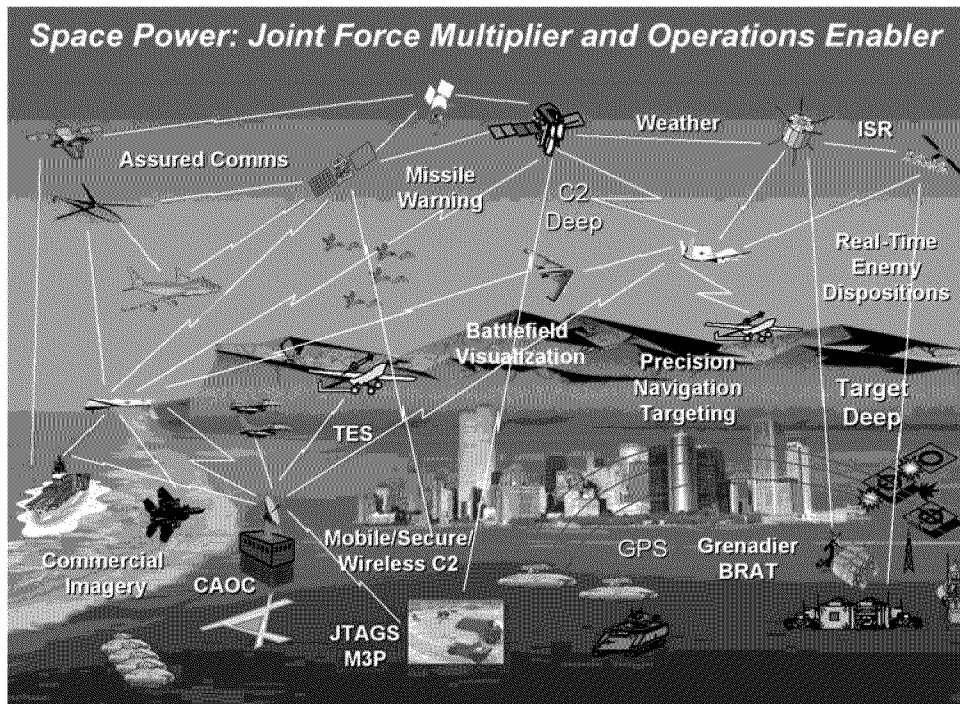 Space Power: Joint Force Multiplier and Operations Enabler
Weather
ISR
Assured Comms
Missile
Warning
C2
Deep
Real-Time
Enemy
Dispositions
Battlefield
Visualization
Precision
Navigation
Targeting
Target
Deep
TES
Commercial
Imagery
CAOC
Mobile/Secure/
Wireless C2
GPS
Grenadier
BRAT
JTAGS
M3P